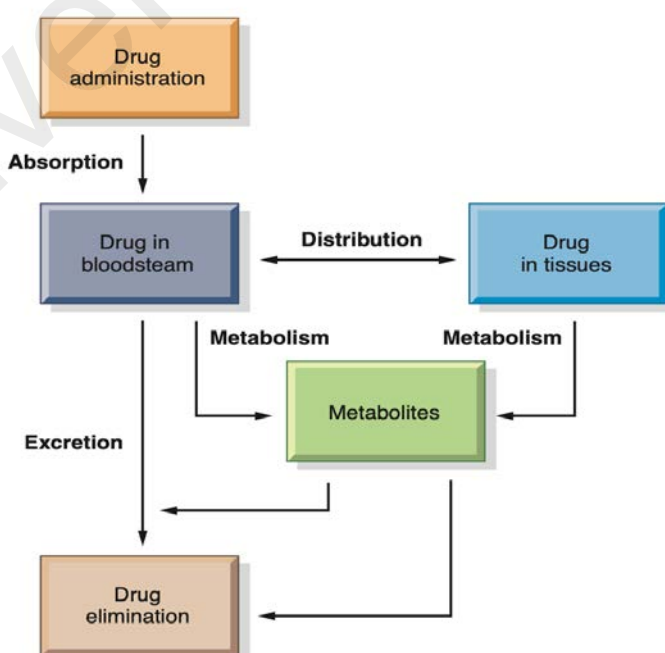 Drug
administration
Absorption
Drug in
bloodsteam
Distribution
Drug
in tissues
Metabolism
Metabolism
Metabolites
Excretion
Drug
elimination